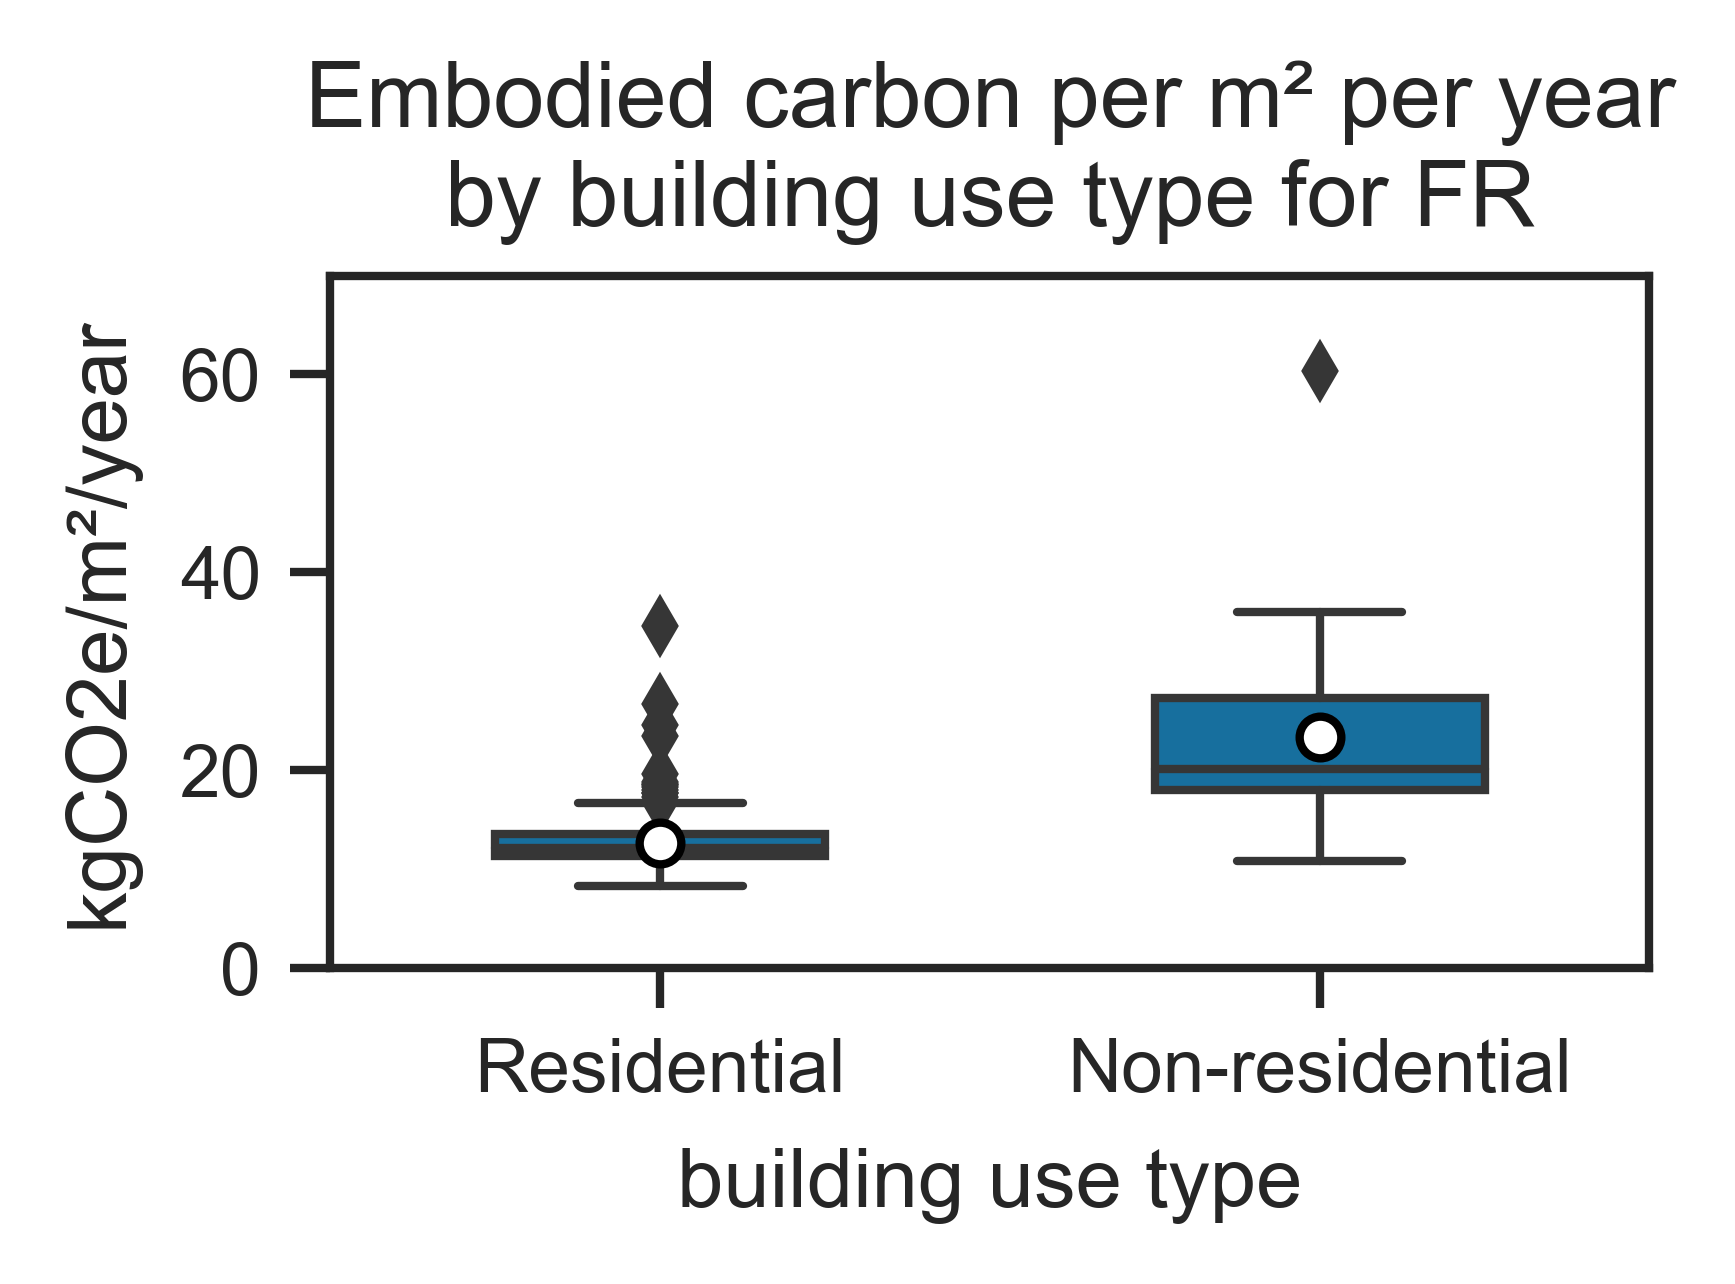 Embodied carbon per m² per year
by building use type for FR
kgCO2e/m²/year
60
40
20
0
Residential
Non-residential
building use type